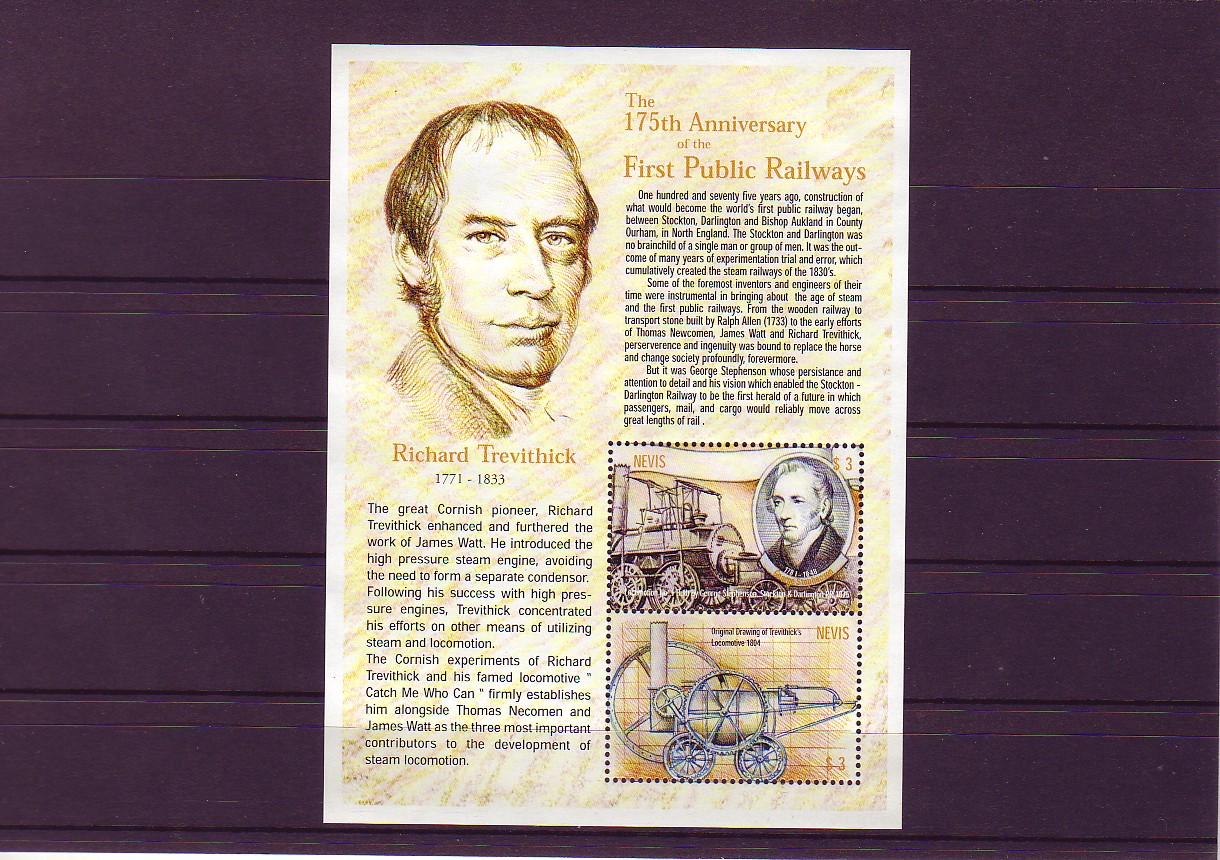 The
175th Anniversary
of the
First Public Railways
One hundred and seventy five years ago, construction of
what would become the world's first public railway began,
between Stockton, Darlington and Bishop Aukland in County
Ourham, in North England. The Stockton and Darlington was
no brainchild of a single man or group of men. It was the out-
come of many years of experimentation trial and error, which
cumulatively created the steam railways of the 1830's.
Some of the foremost inventors and engineers of their
time were instrumental in bringing about the age of steam
and the first public railways. From the wooden railway to
transport stone built by Ralph Allen (1733) to the early efforts
of Thomas Newcomen, James Watt and Richard Trevithick,
perserverence and ingenuity was bound to replace the horse
and change society profoundly, forevermore.
But it was George Stephenson whose persistance and
attention to detail and his vision which enabled the Stockton -
Darlington Railway to be the first herald of a future in which
passengers, mail, and cargo would reliably move across
great lengths of rail .
Richard Trevithick
1771 - 1833
The great Cornish pioneer, Richard
Trevithick enhanced and furthered the
work of James Watt. He introduced the
high pressure steam engine, avoiding
the need to form a separate condensor.
Following his success with high pres-
sure engines, Trevithick concentrated
his efforts on other means of utilizing
steam and locomotion.
The Cornish experiments of Richard
Trevithick and his famed locomotive "
Catch Me Who Can " firmly establishes
him alongside Thomas Necomen and
James Watt as the three most important
contributors to the development of
steam locomotion.
NEVIS
$ 3
1781-1848
Locomotion No. 1 Built by George Stephenson, Stockton & Darlington
Original Drawing of Trevithick's
Locomotive 1804
NEVIS
$ 3